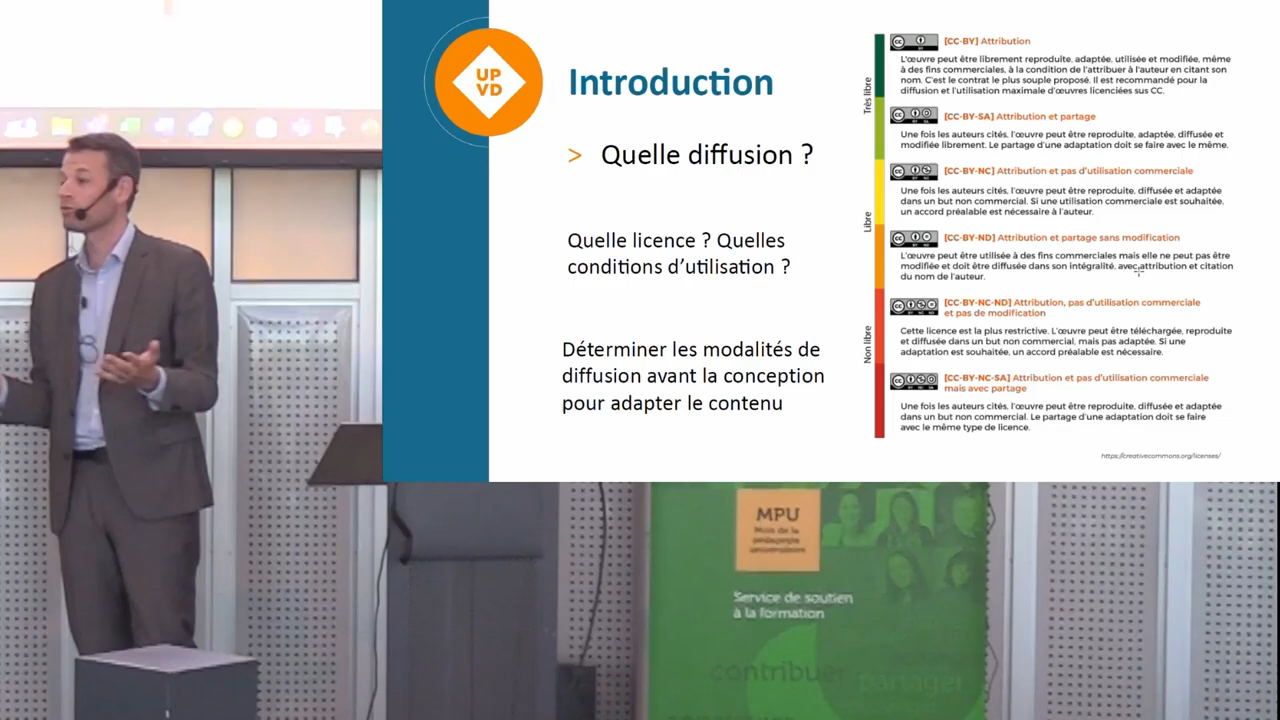 UP
VD
Introduction
> Quelle diffusion ?
Quelle licence ? Quelles
conditions d’utilisation ?
Déterminer les modalités de
diffusion avant la conception
pour adapter le contenu
Très libre
Libre
Non libre
[CC-BY] Attribution
L'œuvre peut être librement reproduite, adaptée, utilisée et modifiée, même
à des fins commerciales, à la condition de l'attribuer à l'auteur en citant son
nom. C'est le contrat le plus souple proposé. Il est recommandé pour la
diffusion et l'utilisation maximale d'œuvres licenciées sus CC.
[CC-BY-SA] Attribution et partage
Une fois les auteurs cités, l'œuvre peut être reproduite, adaptée, diffusée et
modifiée librement. Le partage d'une adaptation doit se faire avec le même.
[CC-BY-NC] Attribution et pas d'utilisation commerciale
Une fois les auteurs cités, l'œuvre peut être reproduite, diffusée et adaptée
dans un but non commercial. Si une utilisation commerciale est souhaitée,
un accord préalable est nécessaire à l'auteur.
[CC-BY-ND] Attribution et partage sans modification
L'œuvre peut être utilisée à des fins commerciales mais elle ne peut pas être
modifiée et doit être diffusée dans son intégralité, avec attribution et citation
du nom de l'auteur.
[CC-BY-NC-ND] Attribution, pas d'utilisation commerciale
et pas de modification
Cette licence est la plus restrictive. L'œuvre peut être téléchargée, reproduite
et diffusée dans un but non commercial, mais pas adaptée. Si une
adaptation est souhaitée, un accord préalable est nécessaire.
[CC-BY-NC-SA] Attribution et pas d'utilisation commerciale
mais avec partage
Une fois les auteurs cités, l'œuvre peut être reproduite, diffusée et adaptée
dans un but non commercial. Le partage d'une adaptation doit se faire
avec le même type de licence.
https://creativecommons.org/licenses/
MPU
Mois de la
pédagogie
universitaire
Service de soutien
à la formation
contribuer
partager